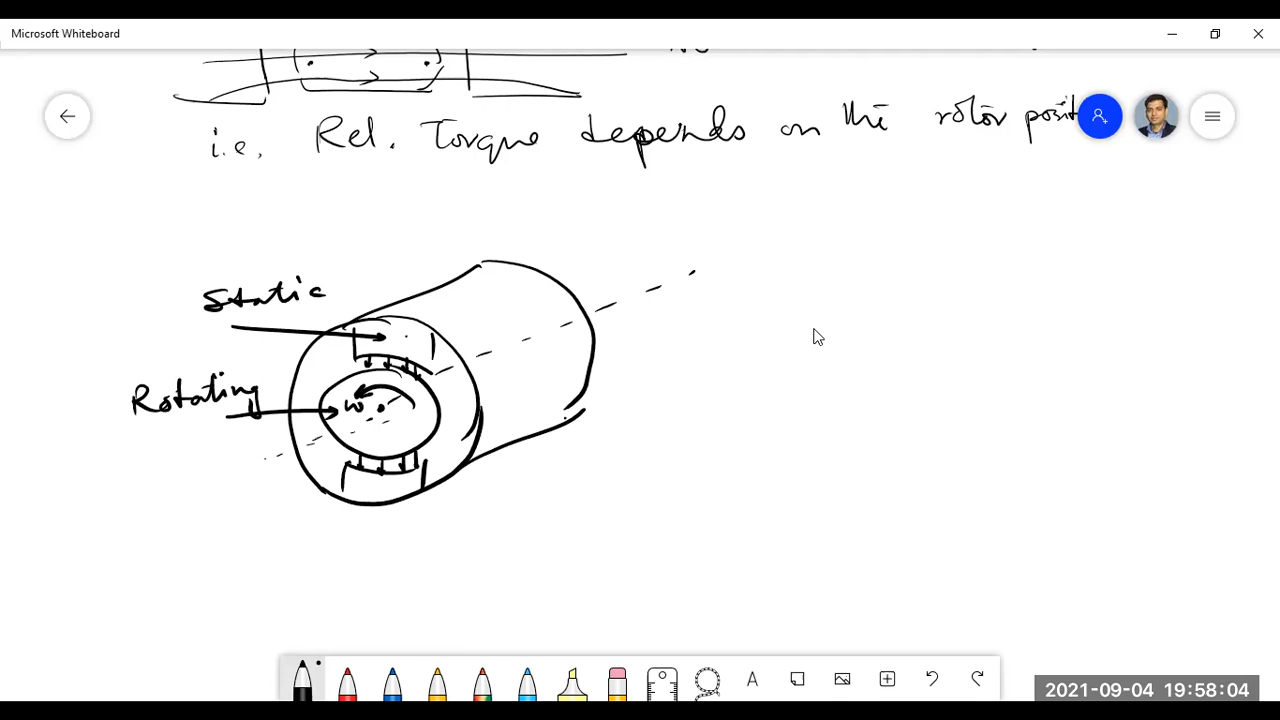 Microsoft Whiteboard
i.e. Rel. Torque depends on the rotor posit
Static
Rotating
ω
A
2021-09-04 19:58:04